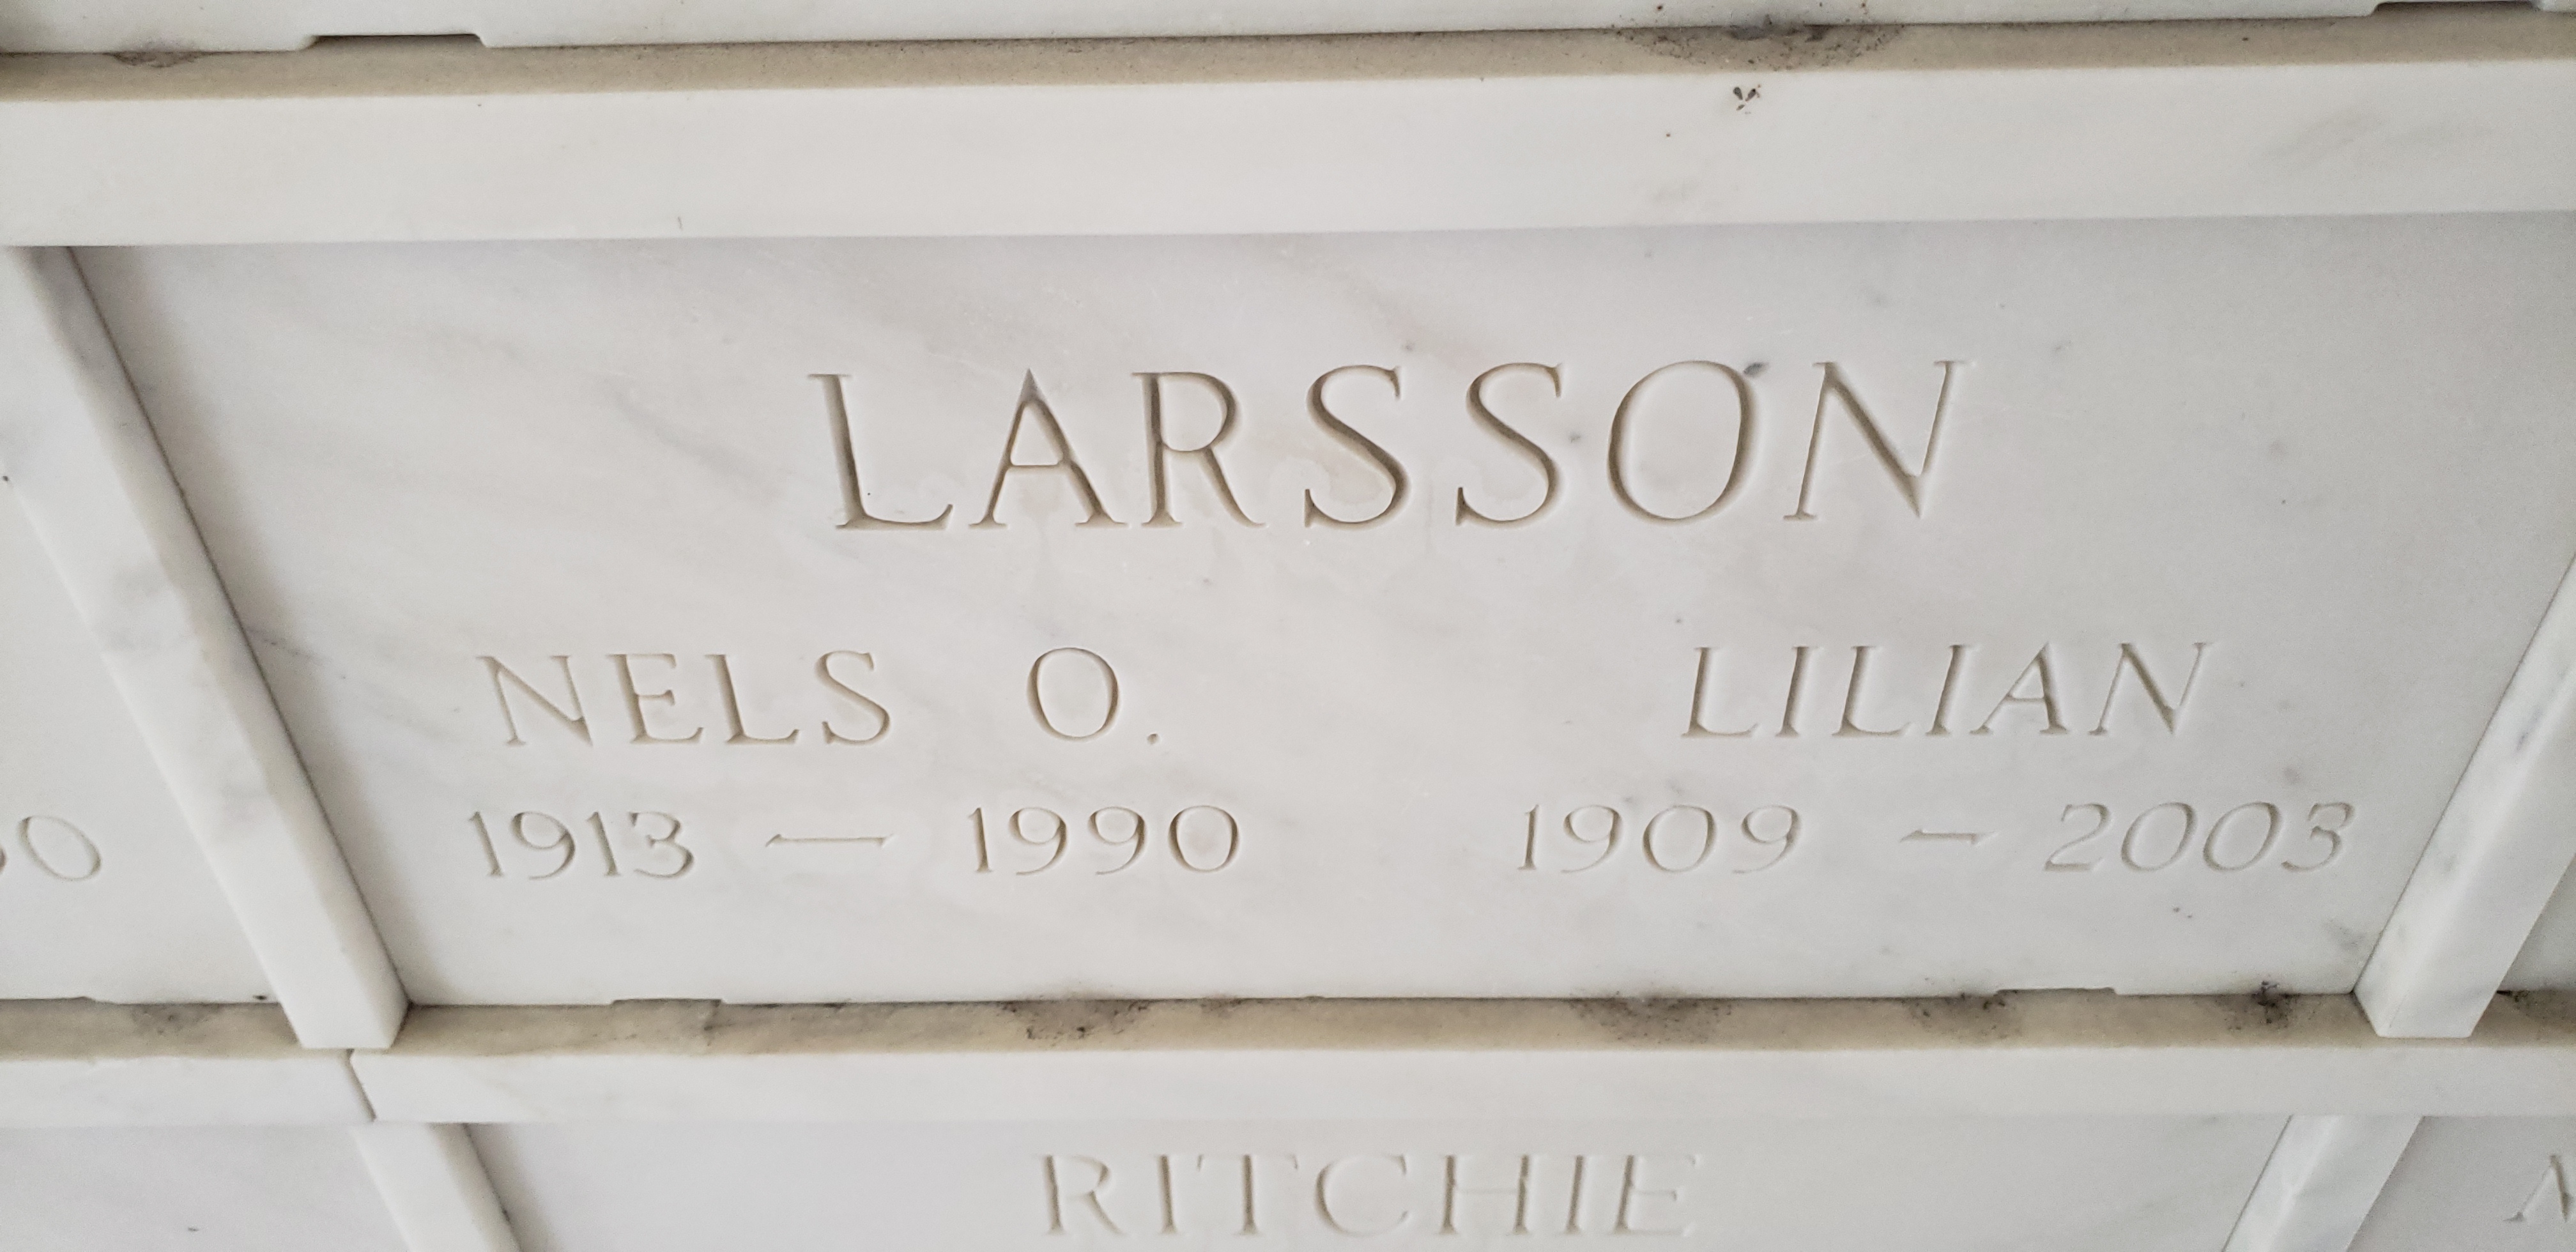 LARSSON
NELS O. LILIAN
1913 — 1990 1909 — 2003
RITCHIE